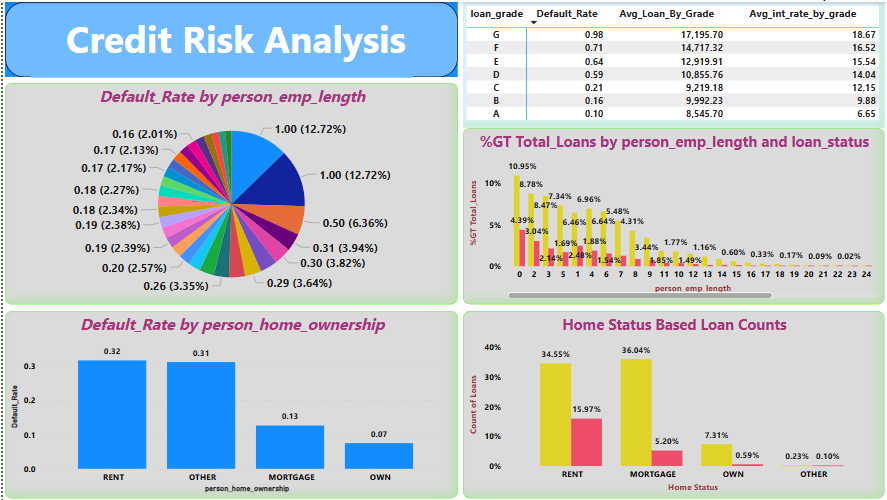 Credit Risk Analysis
loan_grade Default_Rate Avg_Loan_By_Grade Avg_int_rate_by_grade
G 0.98 17,195.70 18.67
F 0.71 14,717.32 16.52
E 0.64 12,919.91 15.54
D 0.59 10,855.76 14.04
C 0.21 9,219.18 12.15
B 0.16 9,992.23 9.88
A 0.10 8,545.70 6.65
Default_Rate by person_emp_length
1.00 (12.72%)
1.00 (12.72%)
0.50 (6.36%)
0.31 (3.94%)
0.30 (3.82%)
0.29 (3.64%)
0.26 (3.35%)
0.20 (2.57%)
0.19 (2.39%)
0.19 (2.38%)
0.18 (2.34%)
0.18 (2.27%)
0.17 (2.17%)
0.17 (2.13%)
0.16 (2.01%)
%GT Total_Loans by person_emp_length and loan_status
%GT Total_Loans
10%
5%
0%
10.95%
8.78%
8.47%
7.34%
6.46%
6.96%
6.64%
5.48%
4.31%
3.44%
1.85%
1.77%
1.49%
1.16%
0.60%
0.33%
0.17%
0.09%
0.02%
4.39%
3.04%
2.14%
1.69%
2.48%
1.88%
1.54%
0 2 3 5 1 4 6 7 8 9 11 10 12 13 14 15 16 17 18 19 20 21 22 23 24
person_emp_length
Default_Rate by person_home_ownership
Default_Rate
0.3
0.2
0.1
0.0
0.32
0.31
0.13
0.07
RENT OTHER MORTGAGE OWN
person_home_ownership
Home Status Based Loan Counts
Count of Loans
40%
30%
20%
10%
0%
34.55%
15.97%
36.04%
5.20%
7.31%
0.59%
0.23% 0.10%
RENT MORTGAGE OWN OTHER
Home Status